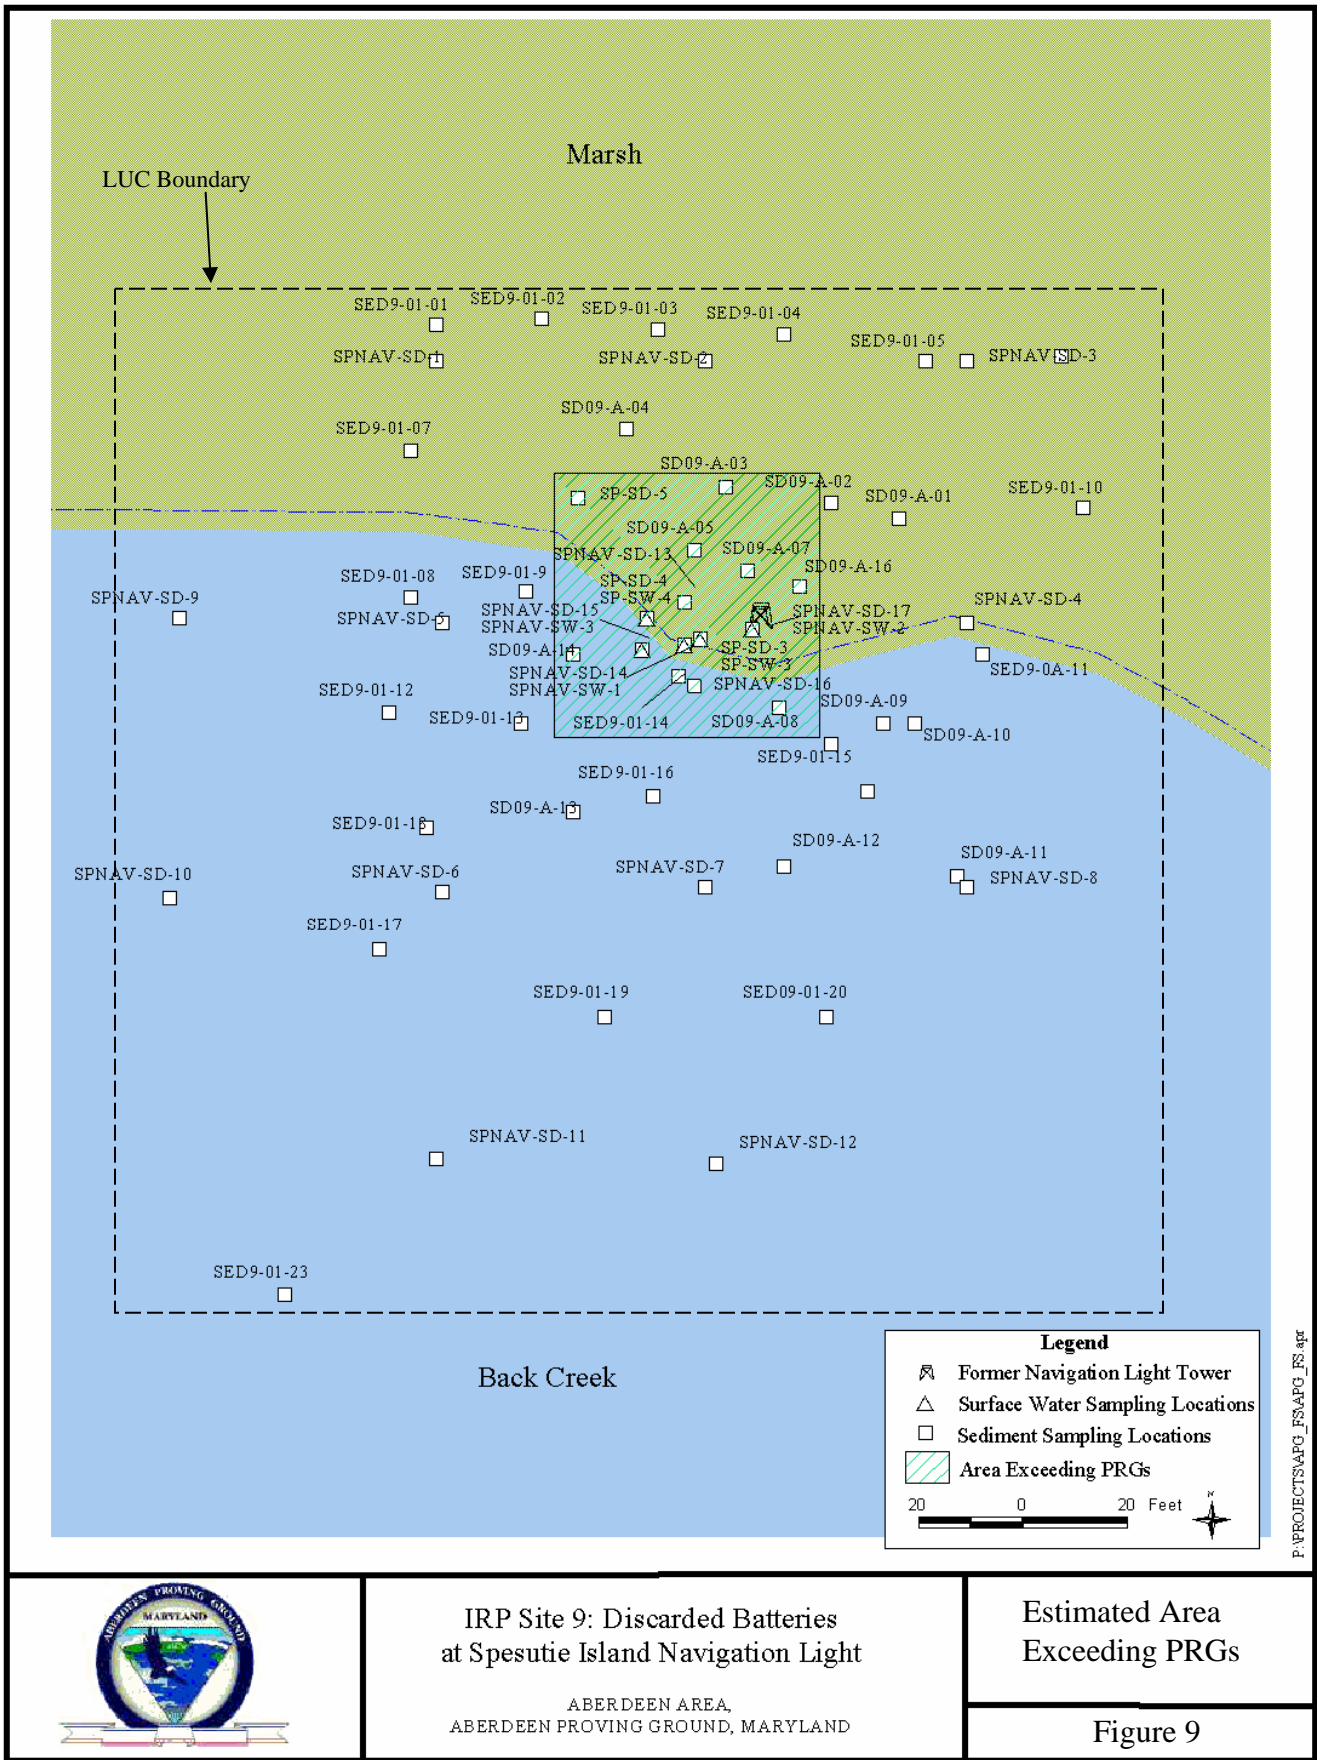 Marsh
LUC Boundary
SED9-01-01
SED9-01-02
SED9-01-03
SED9-01-04
SED9-01-05
SPNAV-SD-1
SPNAV-SD-2
SPNAV-SD-3
SD09-A-04
SED9-01-07
SD09-A-03
SD09-A-02
SD09-A-01
SED9-01-10
SP-SD-5
SD09-A-05
SPNAV-SD-13
SD09-A-07
SD09-A-16
SED9-01-08
SED9-01-9
SP-SD-4
SP-SW-4
SPNAV-SD-9
SPNAV-SD-5
SPNAV-SD-15
SPNAV-SW-3
SPNAV-SD-17
SPNAV-SW-2
SPNAV-SD-4
SD09-A-14
SP-SD-3
SP-SW-3
SED9-0A-11
SPNAV-SD-14
SPNAV-SW-1
SPNAV-SD-16
SED9-01-12
SED9-01-13
SED9-01-14
SD09-A-08
SD09-A-09
SD09-A-10
SED9-01-15
SED9-01-16
SD09-A-13
SED9-01-18
SD09-A-12
SD09-A-11
SPNAV-SD-10
SPNAV-SD-6
SPNAV-SD-7
SPNAV-SD-8
SED9-01-17
SED9-01-19
SED09-01-20
SPNAV-SD-11
SPNAV-SD-12
SED9-01-23
Back Creek
Legend
Former Navigation Light Tower
Surface Water Sampling Locations
Sediment Sampling Locations
Area Exceeding PRGs
20 0 20 Feet
N
P:\PROJECTS\APG_FS\APG_FS.apr
ABERDEEN PROVING GROUND
MARYLAND
IRP Site 9: Discarded Batteries
at Spesutie Island Navigation Light
ABERDEEN AREA,
ABERDEEN PROVING GROUND, MARYLAND
Estimated Area
Exceeding PRGs
Figure 9